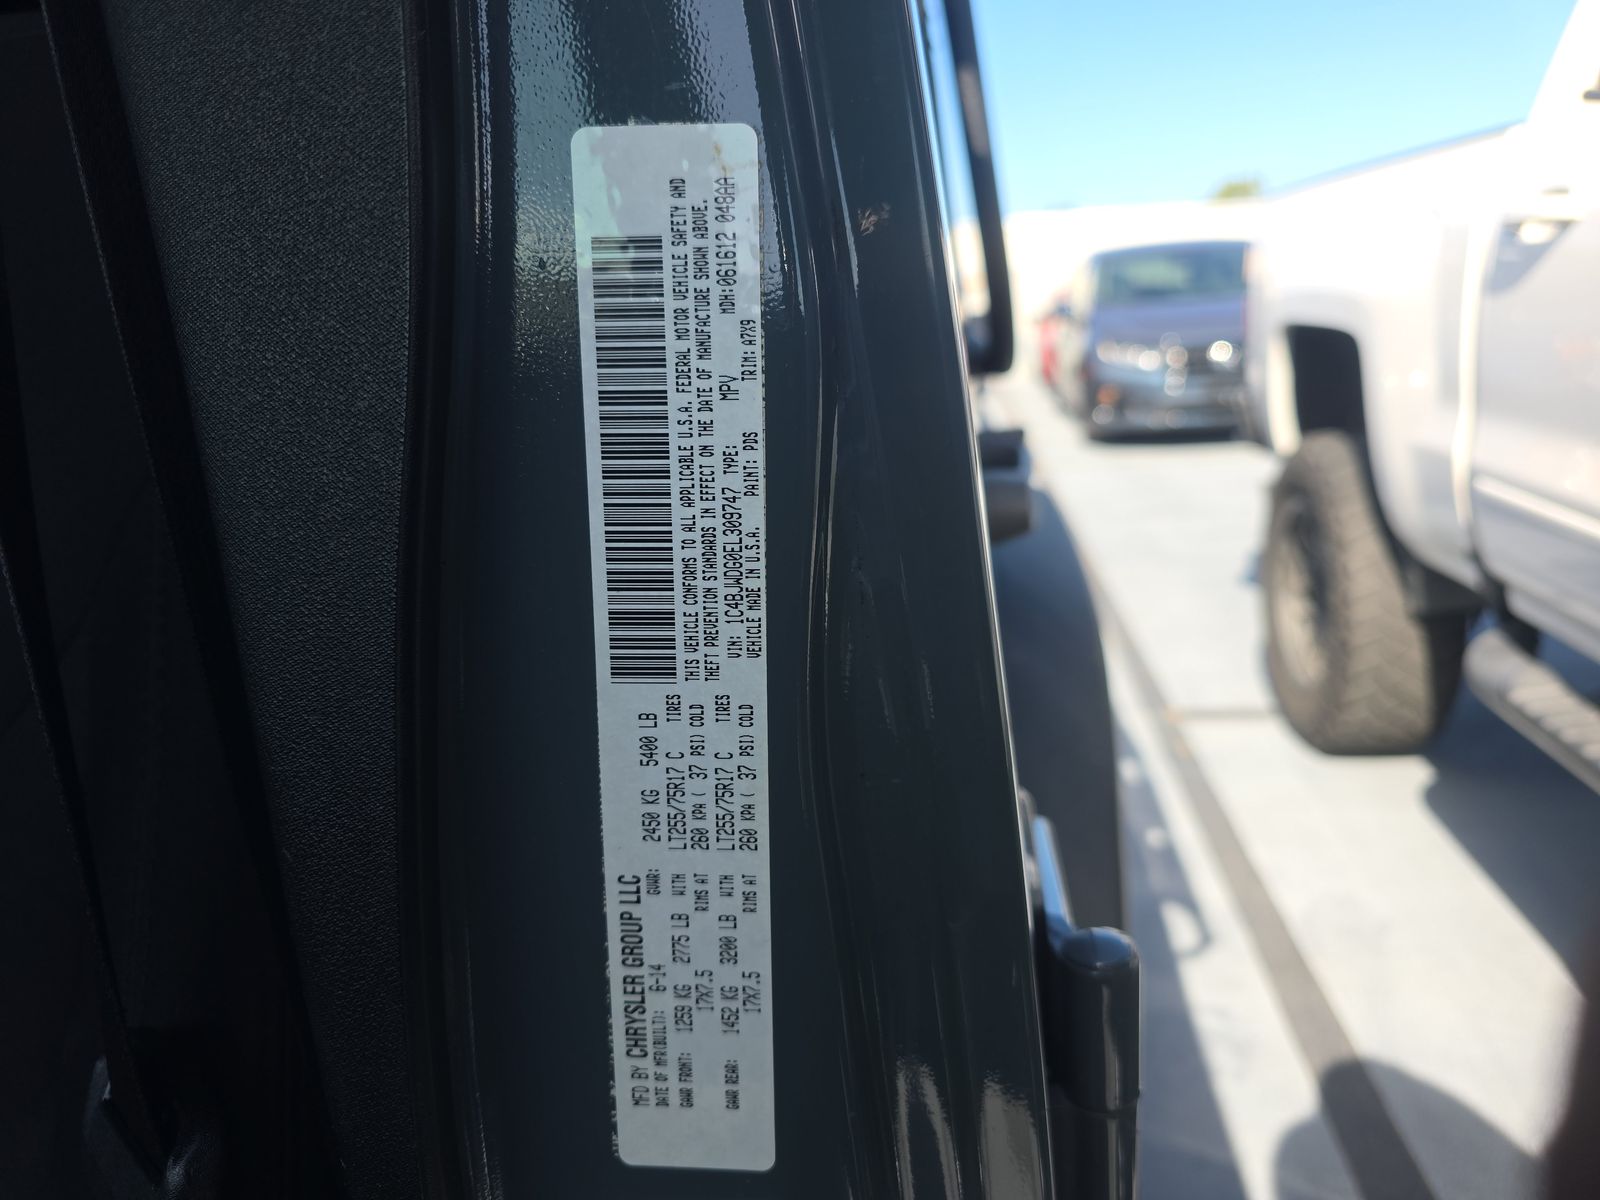 MFD BY CHRYSLER GROUP LLC
DATE OF MFR(BUILT): 6-14 GVWR: 2450 KG 5400 LB
GAWR FRONT: 1259 KG 2775 LB WITH LT255/75R17 C TIRES
17X7.5 RIMS AT 260 KPA ( 37 PSI) COLD
GAWR REAR: 1452 KG 3200 LB WITH LT255/75R17 C TIRES
17X7.5 RIMS AT 260 KPA ( 37 PSI) COLD
THIS VEHICLE CONFORMS TO ALL APPLICABLE U.S.A. FEDERAL MOTOR VEHICLE SAFETY AND
THEFT PREVENTION STANDARDS IN EFFECT ON THE DATE OF MANUFACTURE SHOWN ABOVE.
VIN: 1C4BJWDG0EL309747 TYPE: MPV MDH:061612 048AA
VEHICLE MADE IN U.S.A. PAINT: PDS TRIM: A7X9